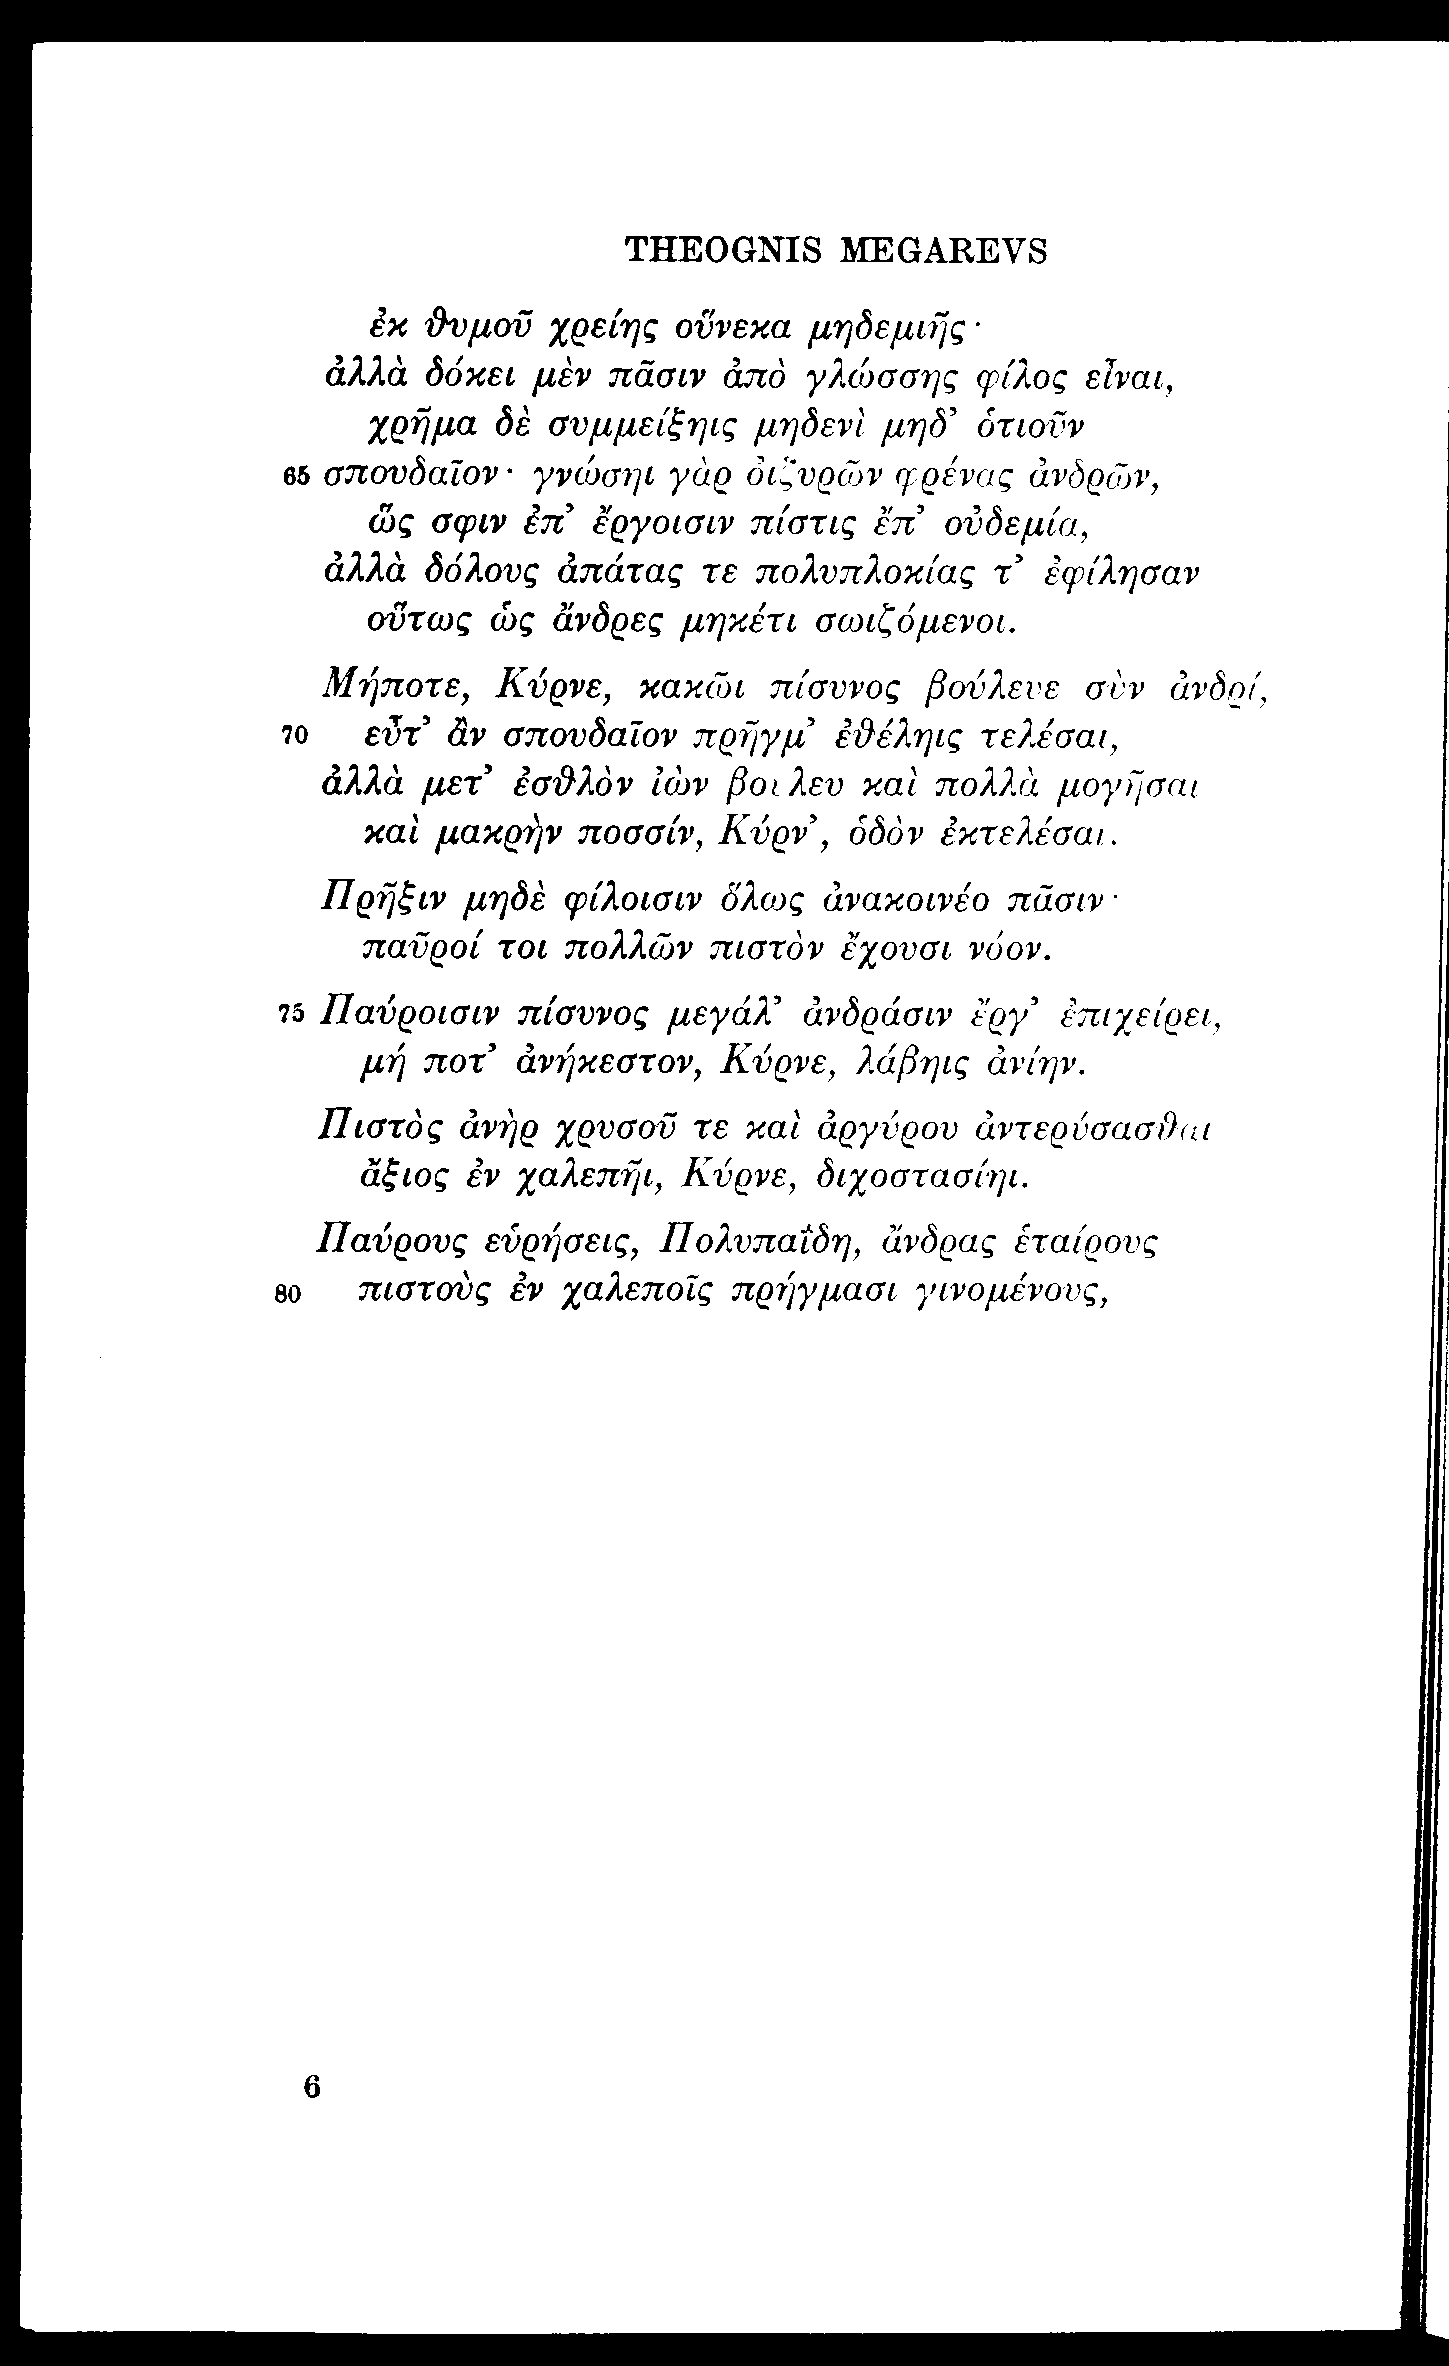 THEOGNIS MEGAREVS
ἐκ θυμοῦ χρείης οὕνεκα μηδεμιῆς·
ἀλλὰ δόκει μὲν πᾶσιν ἀπὸ γλώσσης φίλος εἶναι,
χρῆμα δὲ συμμείξηις μηδενὶ μηδ’ ὁτιοῦν
65 σπουδαῖον· γνώσηι γὰρ ὀιζυρῶν φρένας ἀνδρῶν,
ὥς σφιν ἐπ’ ἔργοισιν πίστις ἔπ’ οὐδεμία,
ἀλλὰ δόλους ἀπάτας τε πολυπλοκίας τ’ ἐφίλησαν
οὕτως ὡς ἄνδρες μηκέτι σωιζόμενοι.
Μήποτε, Κύρνε, κακῶι πίσυνος βούλευε σὺν ἀνδρί,
70 εὖτ’ ἂν σπουδαῖον πρῆγμ’ ἐθέληις τελέσαι,
ἀλλὰ μετ’ ἐσθλὸν ἰὼν βούλευ καὶ πολλὰ μογῆσαι
καὶ μακρὴν ποσσίν, Κύρν’, ὁδὸν ἐκτελέσαι.
Πρῆξιν μηδὲ φίλοισιν ὅλως ἀνακοινέο πᾶσιν·
παῦροί τοι πολλῶν πιστὸν ἔχουσι νόον.
75 Παύροισιν πίσυνος μεγάλ’ ἀνδράσιν ἔργ’ ἐπιχείρει,
μή ποτ’ ἀνήκεστον, Κύρνε, λάβηις ἀνίην.
Πιστὸς ἀνὴρ χρυσοῦ τε καὶ ἀργύρου ἀντερύσασθαι
ἄξιος ἐν χαλεπῆι, Κύρνε, διχοστασίηι.
Παύρους εὑρήσεις, Πολυπαΐδη, ἄνδρας ἑταίρους
80 πιστοὺς ἐν χαλεποῖς πρήγμασι γινομένους,
6